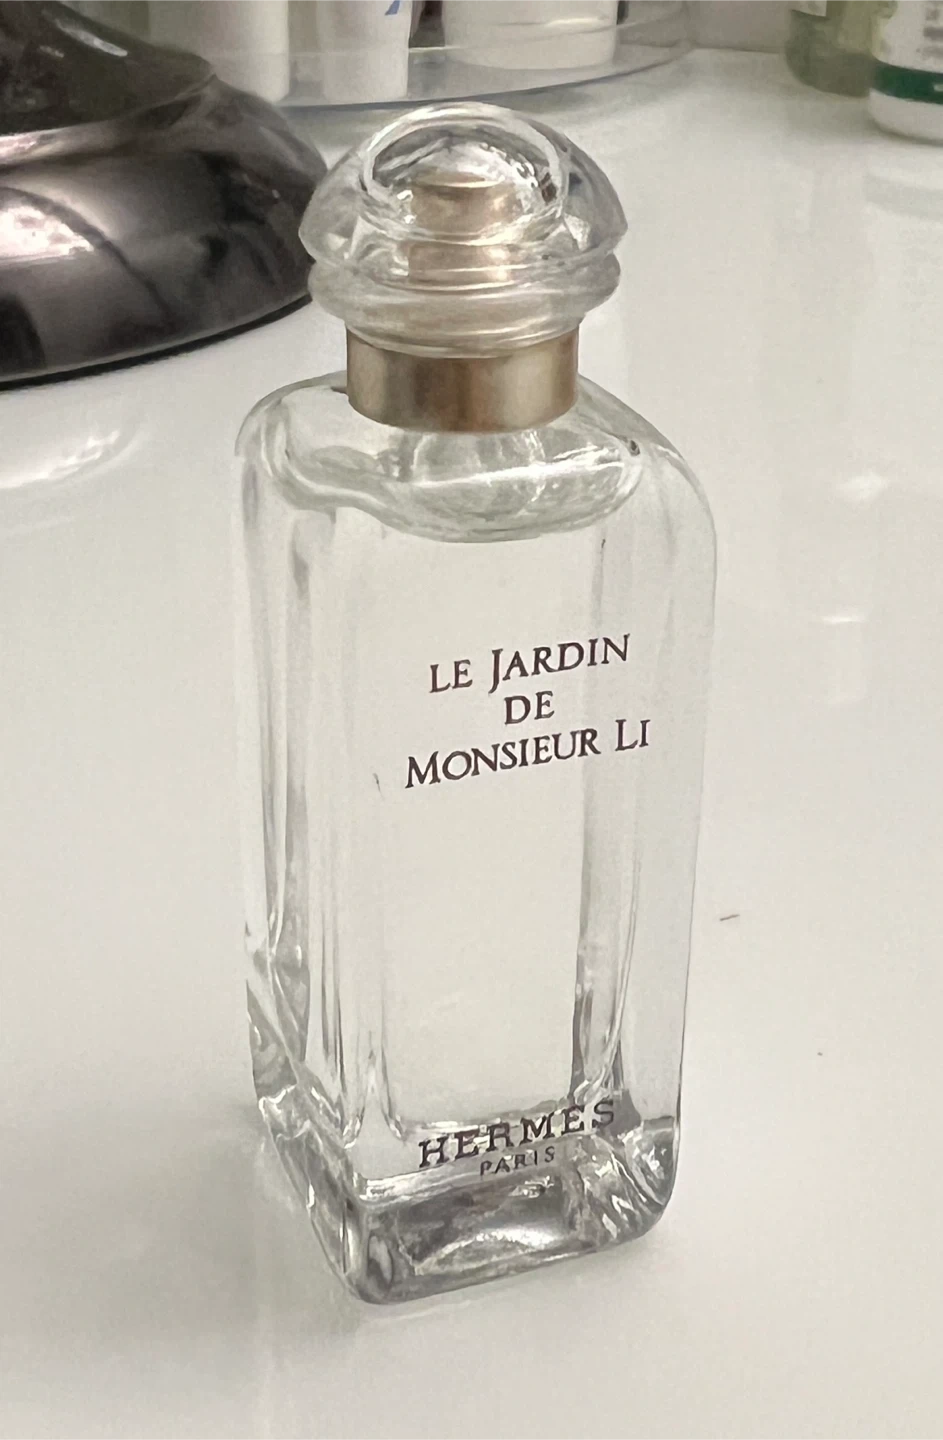 LE JARDIN
DE
MONSIEUR LI
HERMES
PARIS